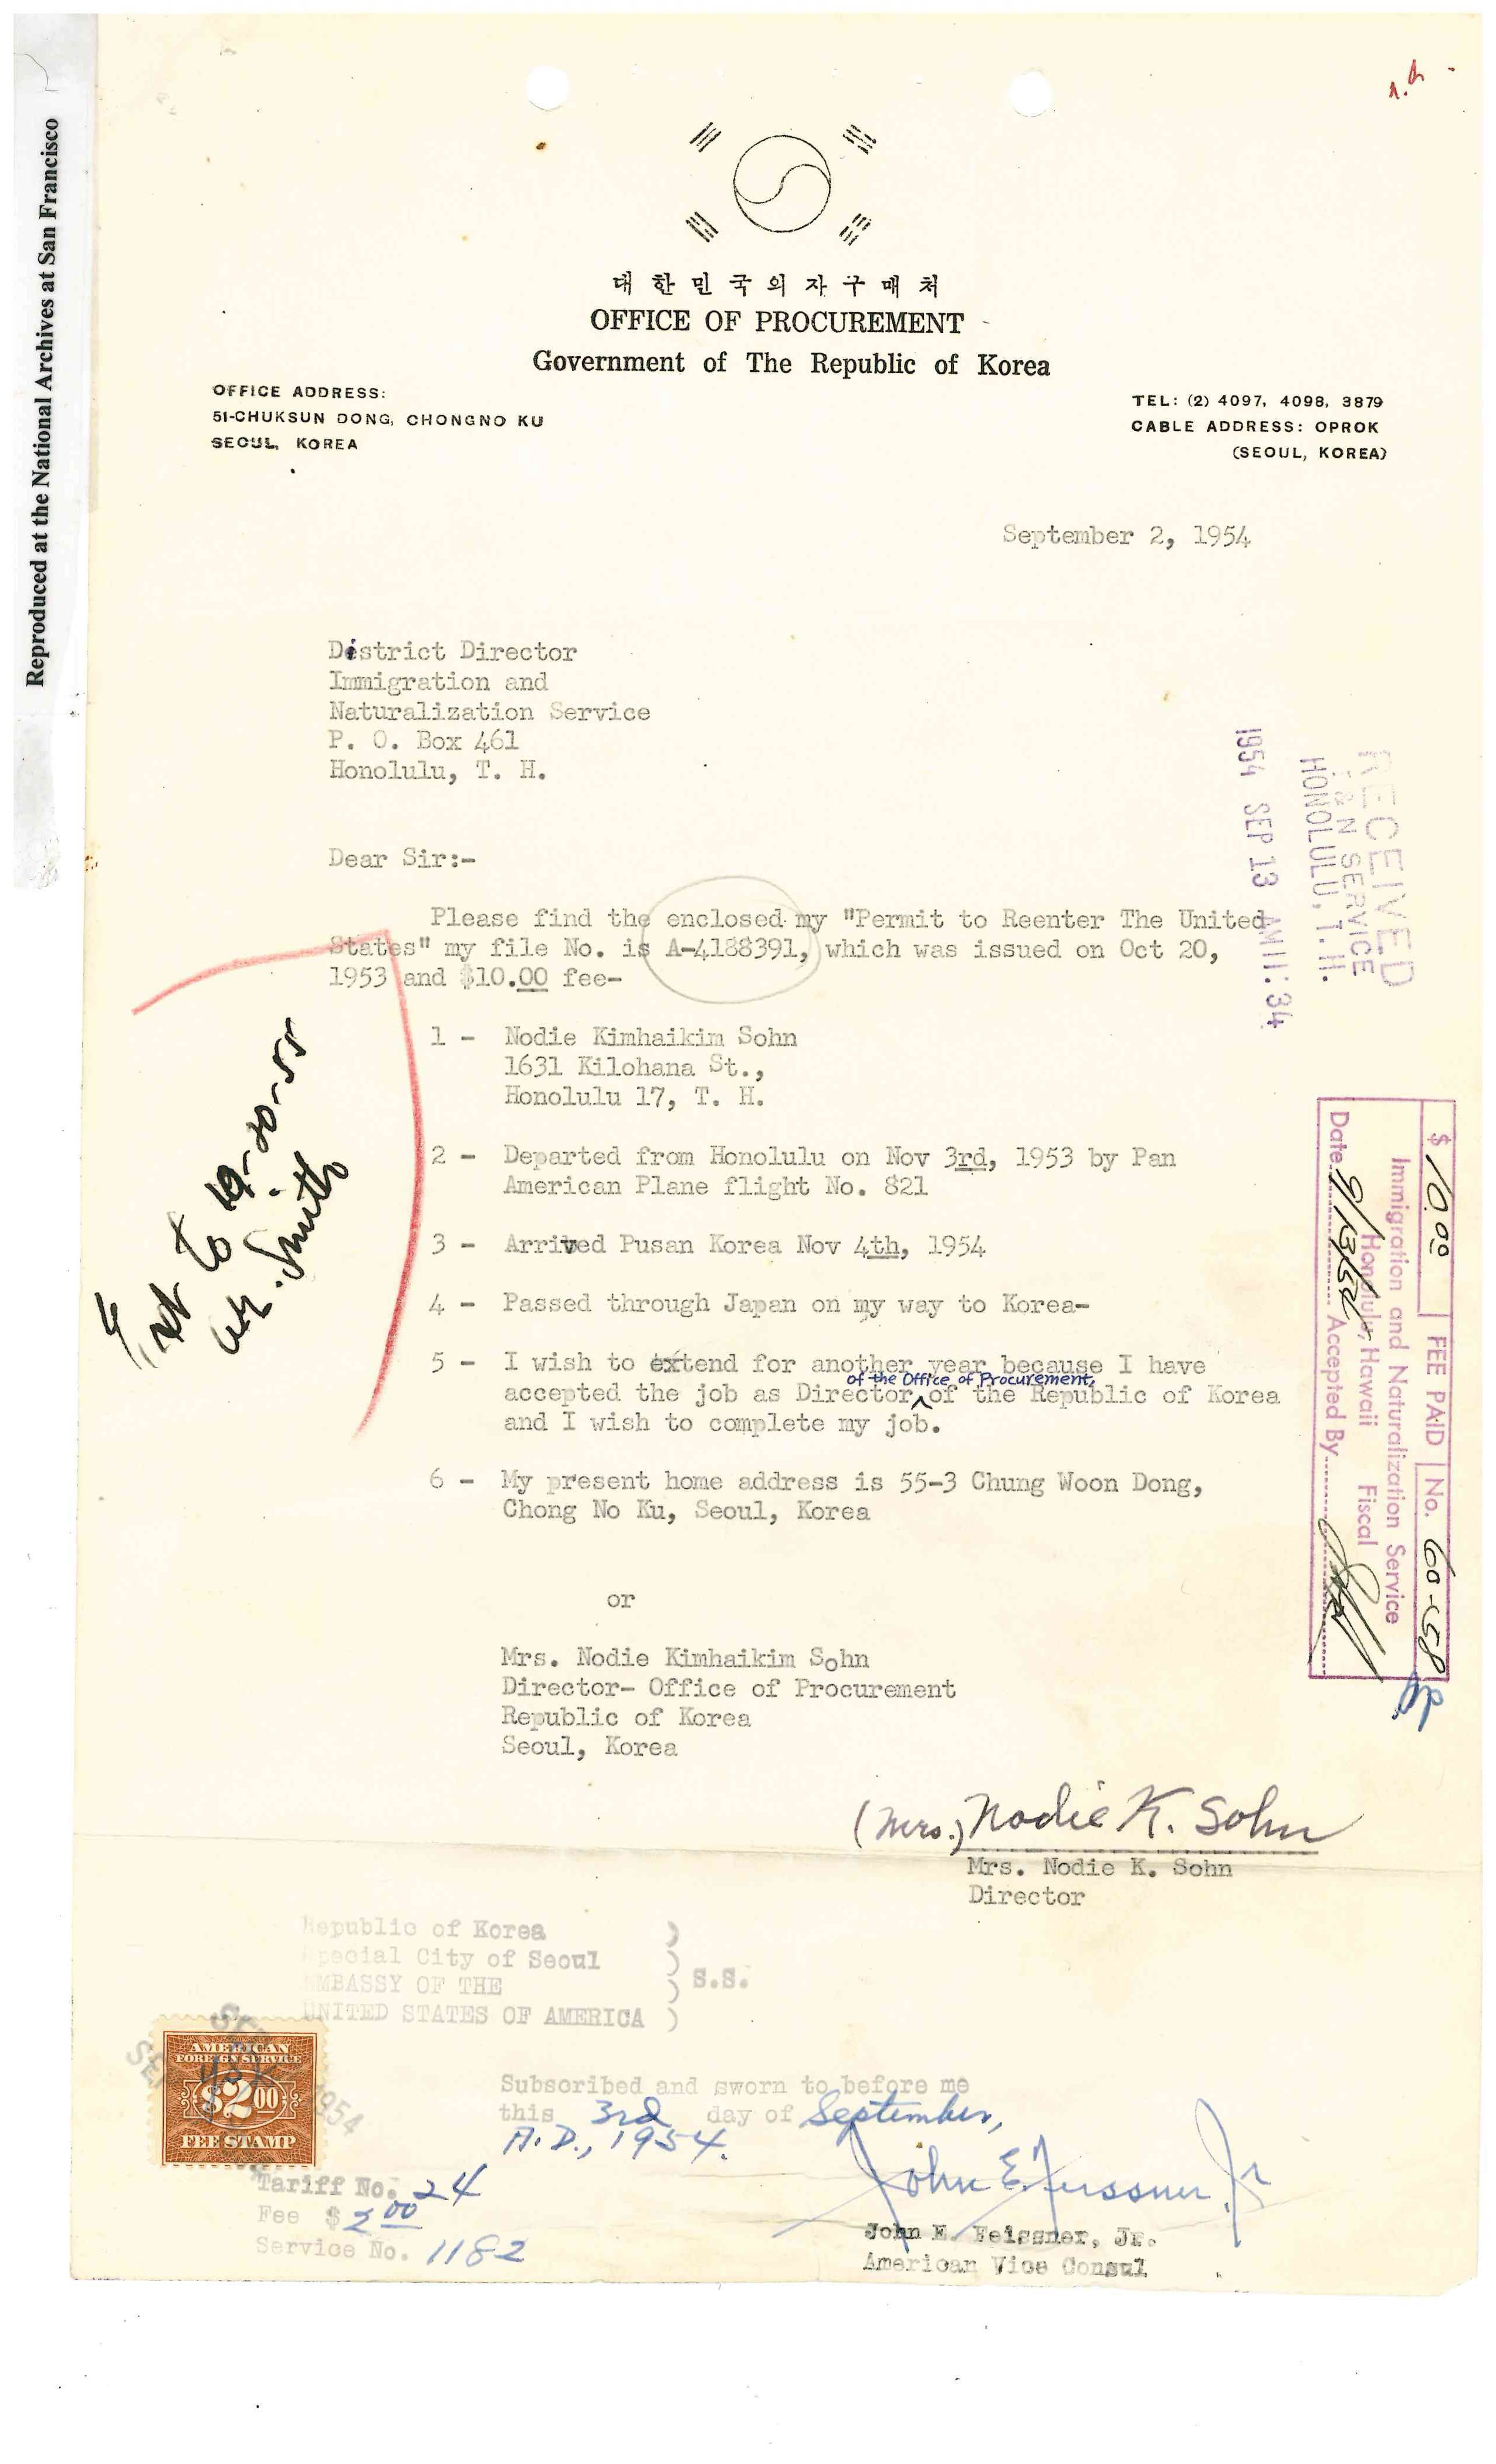 Reproduced at the National Archives at San Francisco
대한민국외자구매처
OFFICE OF PROCUREMENT
Government of The Republic of Korea
OFFICE ADDRESS:
51-CHUKSUN DONG, CHONGNO KU
SEOUL, KOREA
TEL: (2) 4097, 4098, 3879
CABLE ADDRESS: OPROK
(SEOUL, KOREA)
September 2, 1954
District Director
Immigration and
Naturalization Service
P. O. Box 461
Honolulu, T. H.
RECEIVED
I & N SERVICE
HONOLULU, T. H.
1954 SEP 13 AM 11:34
Dear Sir:-
Please find the enclosed my "Permit to Reenter The United
States" my file No. is A-4188391, which was issued on Oct 20,
1953 and $10.00 fee-
1 - Nodie Kimhaikim Sohn
1631 Kilohana St.,
Honolulu 17, T. H.
2 - Departed from Honolulu on Nov 3rd, 1953 by Pan
American Plane flight No. 821
3 - Arrived Pusan Korea Nov 4th, 1954
4 - Passed through Japan on my way to Korea-
5 - I wish to extend for another year because I have
of the Office of Procurement,
accepted the job as Director of the Republic of Korea
and I wish to complete my job.
6 - My present home address is 55-3 Chung Woon Dong,
Chong No Ku, Seoul, Korea
or
Mrs. Nodie Kimhaikim Sohn
Director- Office of Procurement
Republic of Korea
Seoul, Korea
Ext to
$ 10.00 FEE PAID No.
Immigration and Naturalization Service
Honolulu, Hawaii Fiscal
Date 9/13/54 Accepted By
(Mrs.) Nodie K. Sohn
Mrs. Nodie K. Sohn
Director
Republic of Korea )
Special City of Seoul )
EMBASSY OF THE ) S.S.
UNITED STATES OF AMERICA )
AMERICAN
FOREIGN SERVICE
$2.00
FEE STAMP
Subscribed and sworn to before me
this 3rd day of September,
A.D., 1954.
Tariff No. 24
Fee $ 2.00
Service No. 1182
John E. Feissner, Jr
John E. Feissner, Jr.
American Vice Consul